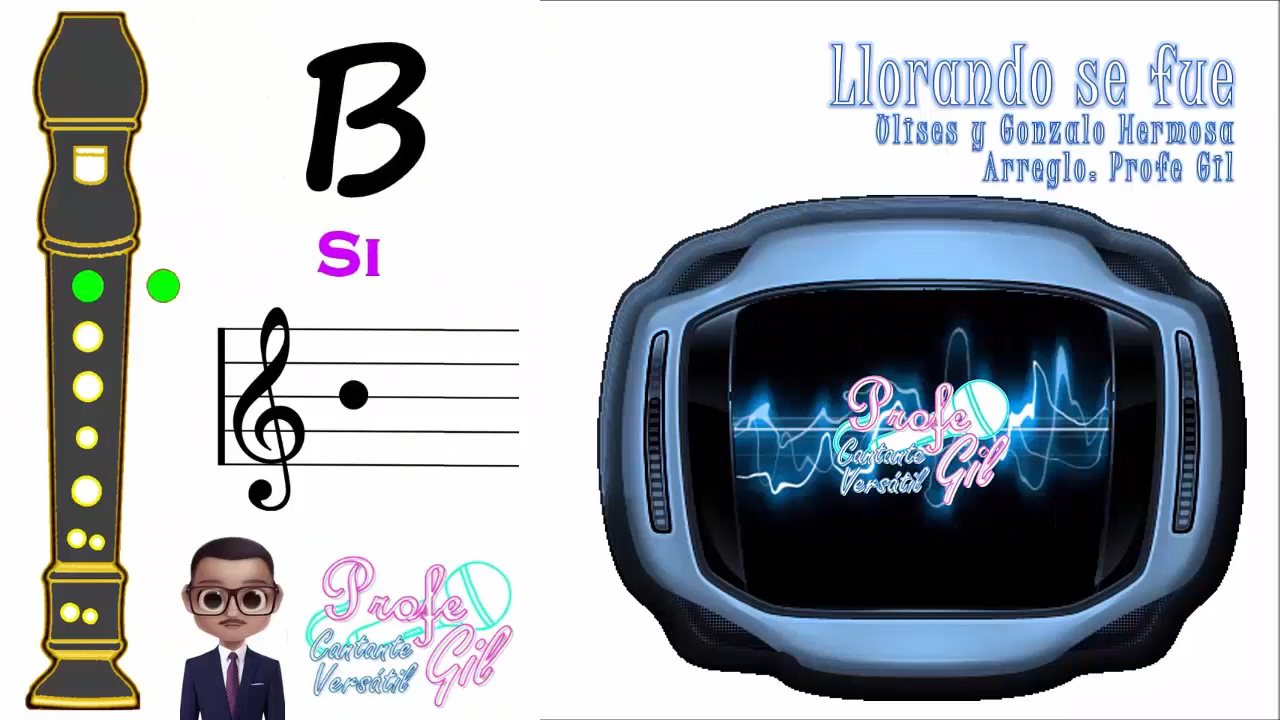 B
Si
Profe
Cantante
Versátil Gil
Llorando se fue
Ulises y Gonzalo Hermosa
Arreglo: Profe Gil
Profe
Cantante
Versátil Gil